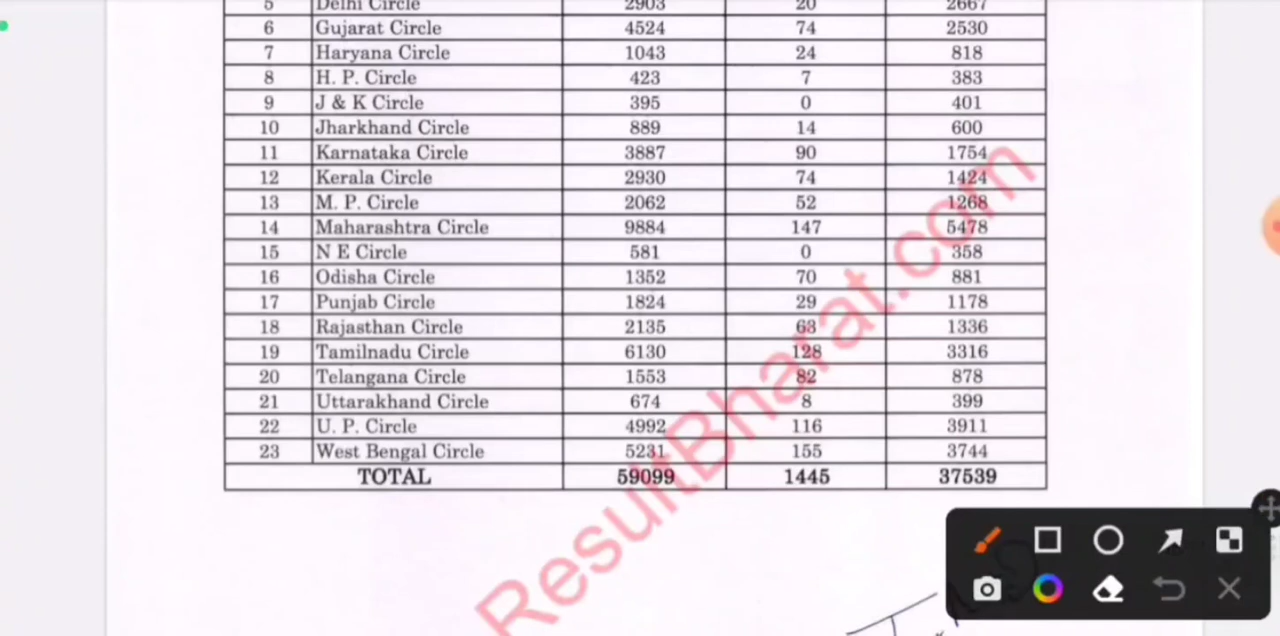 5 Delhi Circle 2903 20 2667
6 Gujarat Circle 4524 74 2530
7 Haryana Circle 1043 24 818
8 H. P. Circle 423 7 383
9 J & K Circle 395 0 401
10 Jharkhand Circle 889 14 600
11 Karnataka Circle 3887 90 1754
12 Kerala Circle 2930 74 1424
13 M. P. Circle 2062 52 1268
14 Maharashtra Circle 9884 147 5478
15 N E Circle 581 0 358
16 Odisha Circle 1352 70 881
17 Punjab Circle 1824 29 1178
18 Rajasthan Circle 2135 63 1336
19 Tamilnadu Circle 6130 128 3316
20 Telangana Circle 1553 82 878
21 Uttarakhand Circle 674 8 399
22 U. P. Circle 4992 116 3911
23 West Bengal Circle 5231 155 3744
TOTAL 59099 1445 37539
ResultBharat.com